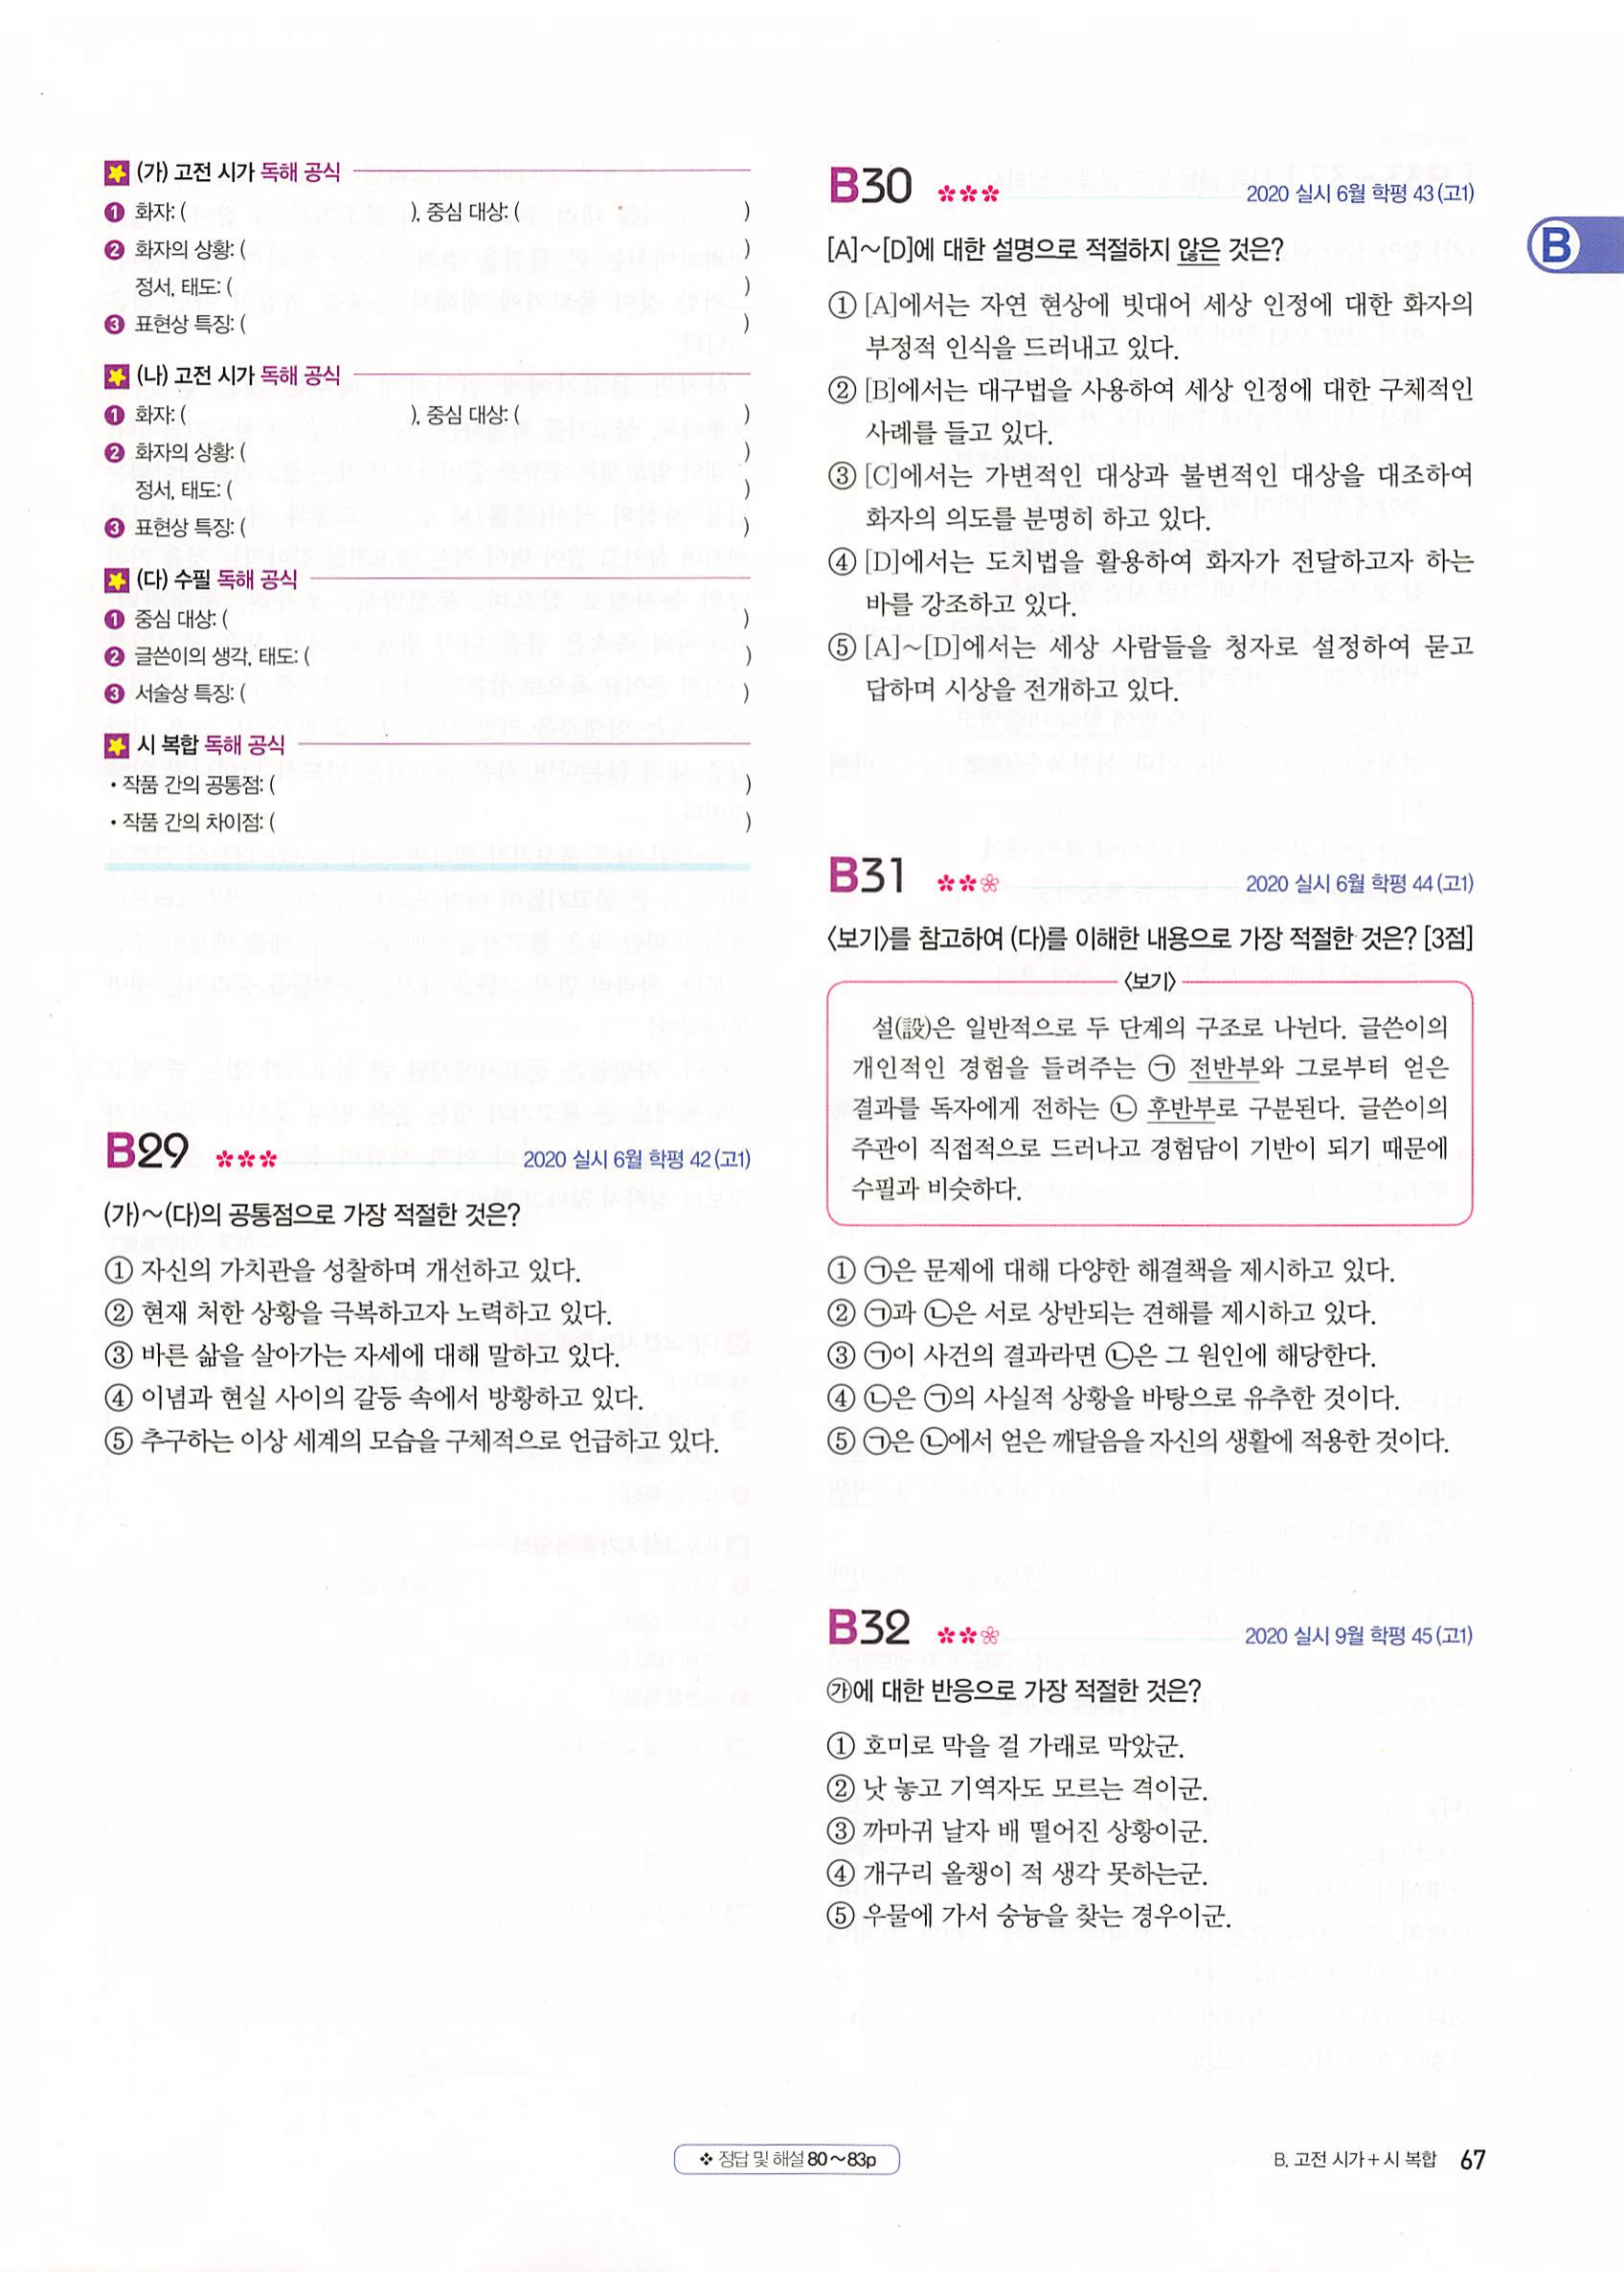 (가) 고전 시가 독해 공식
❶ 화자: ( ), 중심 대상: ( )
❷ 화자의 상황: ( )
정서, 태도: ( )
❸ 표현상 특징: ( )
(나) 고전 시가 독해 공식
❶ 화자: ( ), 중심 대상: ( )
❷ 화자의 상황: ( )
정서, 태도: ( )
❸ 표현상 특징: ( )
(다) 수필 독해 공식
❶ 중심 대상: ( )
❷ 글쓴이의 생각, 태도: ( )
❸ 서술상 특징: ( )
시 복합 독해 공식
• 작품 간의 공통점: ( )
• 작품 간의 차이점: ( )
B29 2020 실시 6월 학평 42 (고1)
(가)～(다)의 공통점으로 가장 적절한 것은?
① 자신의 가치관을 성찰하며 개선하고 있다.
② 현재 처한 상황을 극복하고자 노력하고 있다.
③ 바른 삶을 살아가는 자세에 대해 말하고 있다.
④ 이념과 현실 사이의 갈등 속에서 방황하고 있다.
⑤ 추구하는 이상 세계의 모습을 구체적으로 언급하고 있다.
B30 2020 실시 6월 학평 43 (고1)
[A]～[D]에 대한 설명으로 적절하지 않은 것은?
① [A]에서는 자연 현상에 빗대어 세상 인정에 대한 화자의
부정적 인식을 드러내고 있다.
② [B]에서는 대구법을 사용하여 세상 인정에 대한 구체적인
사례를 들고 있다.
③ [C]에서는 가변적인 대상과 불변적인 대상을 대조하여
화자의 의도를 분명히 하고 있다.
④ [D]에서는 도치법을 활용하여 화자가 전달하고자 하는
바를 강조하고 있다.
⑤ [A]～[D]에서는 세상 사람들을 청자로 설정하여 묻고
답하며 시상을 전개하고 있다.
B31 2020 실시 6월 학평 44 (고1)
〈보기〉를 참고하여 (다)를 이해한 내용으로 가장 적절한 것은? [3점]
〈보기〉
설(設)은 일반적으로 두 단계의 구조로 나뉜다. 글쓴이의
개인적인 경험을 들려주는 ㉠ 전반부와 그로부터 얻은
결과를 독자에게 전하는 ㉡ 후반부로 구분된다. 글쓴이의
주관이 직접적으로 드러나고 경험담이 기반이 되기 때문에
수필과 비슷하다.
① ㉠은 문제에 대해 다양한 해결책을 제시하고 있다.
② ㉠과 ㉡은 서로 상반되는 견해를 제시하고 있다.
③ ㉠이 사건의 결과라면 ㉡은 그 원인에 해당한다.
④ ㉡은 ㉠의 사실적 상황을 바탕으로 유추한 것이다.
⑤ ㉠은 ㉡에서 얻은 깨달음을 자신의 생활에 적용한 것이다.
B32 2020 실시 9월 학평 45 (고1)
㉮에 대한 반응으로 가장 적절한 것은?
① 호미로 막을 걸 가래로 막았군.
② 낫 놓고 기역자도 모르는 격이군.
③ 까마귀 날자 배 떨어진 상황이군.
④ 개구리 올챙이 적 생각 못하는군.
⑤ 우물에 가서 숭늉을 찾는 경우이군.
B
❖ 정답 및 해설 80～83p
B. 고전 시가 + 시 복합 67